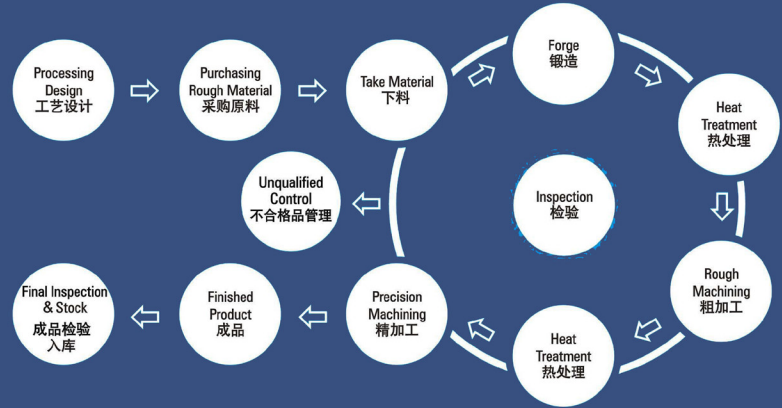 Processing
Design
工艺设计
Purchasing
Rough Material
采购原料
Take Material
下料
Forge
锻造
Heat
Treatment
热处理
Rough
Machining
粗加工
Heat
Treatment
热处理
Precision
Machining
精加工
Finished
Product
成品
Final Inspection
& Stock
成品检验
入库
Unqualified
Control
不合格品管理
Inspection
检验